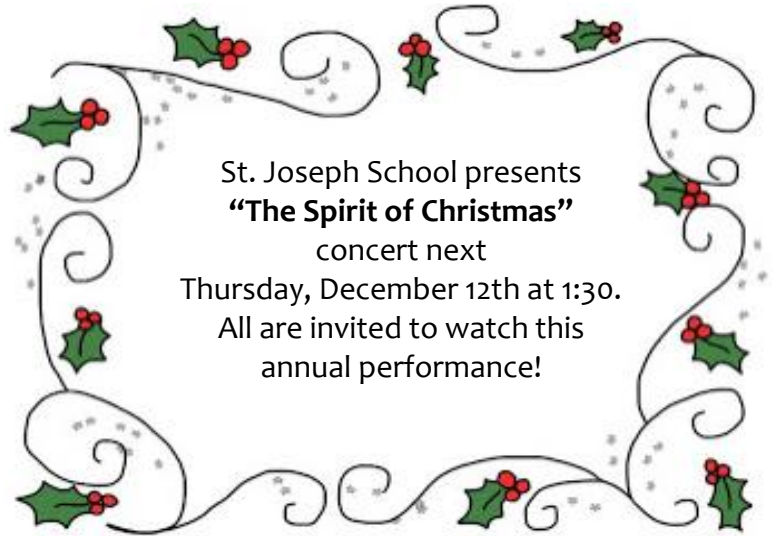 St. Joseph School presents
“The Spirit of Christmas”
concert next
Thursday, December 12th at 1:30.
All are invited to watch this
annual performance!